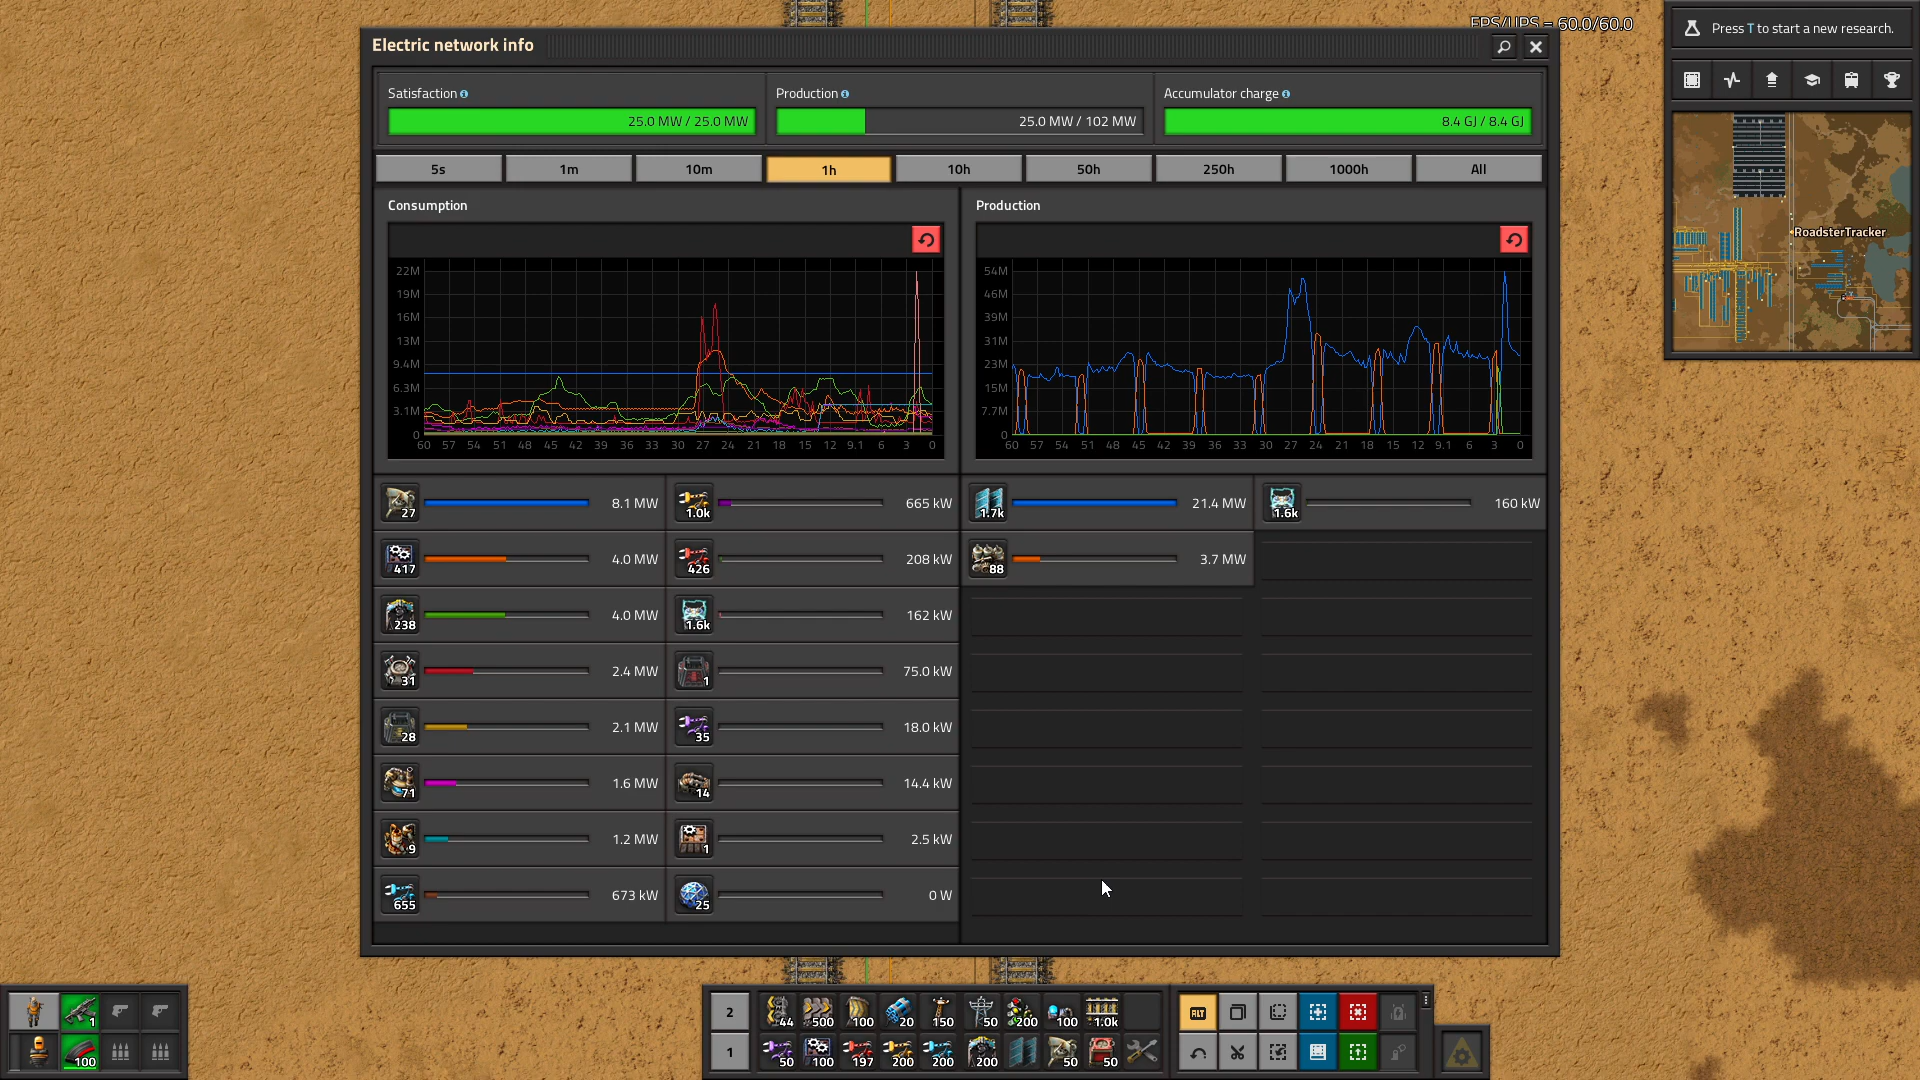 FPS/UPS = 60.0/60.0
Press T to start a new research.
Electric network info
Satisfaction
Production
Accumulator charge
25.0 MW / 25.0 MW
25.0 MW / 102 MW
8.4 GJ / 8.4 GJ
5s
1m
10m
1h
10h
50h
250h
1000h
All
RoadsterTracker
Consumption
22M
19M
16M
13M
9.4M
6.3M
3.1M
0
60 57 54 51 48 45 42 39 36 33 30 27 24 21 18 15 12 9.1 6 3 0
Production
54M
46M
39M
31M
23M
15M
7.7M
0
60 57 54 51 48 45 42 39 36 33 30 27 24 21 18 15 12 9.1 6 3 0
27 8.1 MW
1.0k 665 kW
1.7k 21.4 MW
1.6k 160 kW
417 4.0 MW
426 208 kW
88 3.7 MW
238 4.0 MW
1.6k 162 kW
31 2.4 MW
1 75.0 kW
28 2.1 MW
35 18.0 kW
71 1.6 MW
14 14.4 kW
9 1.2 MW
1 2.5 kW
655 673 kW
25 0 W
1
100
2 44 500 100 20 150 50 200 100 1.0k
1 50 100 197 200 200 200 50 50
ALT